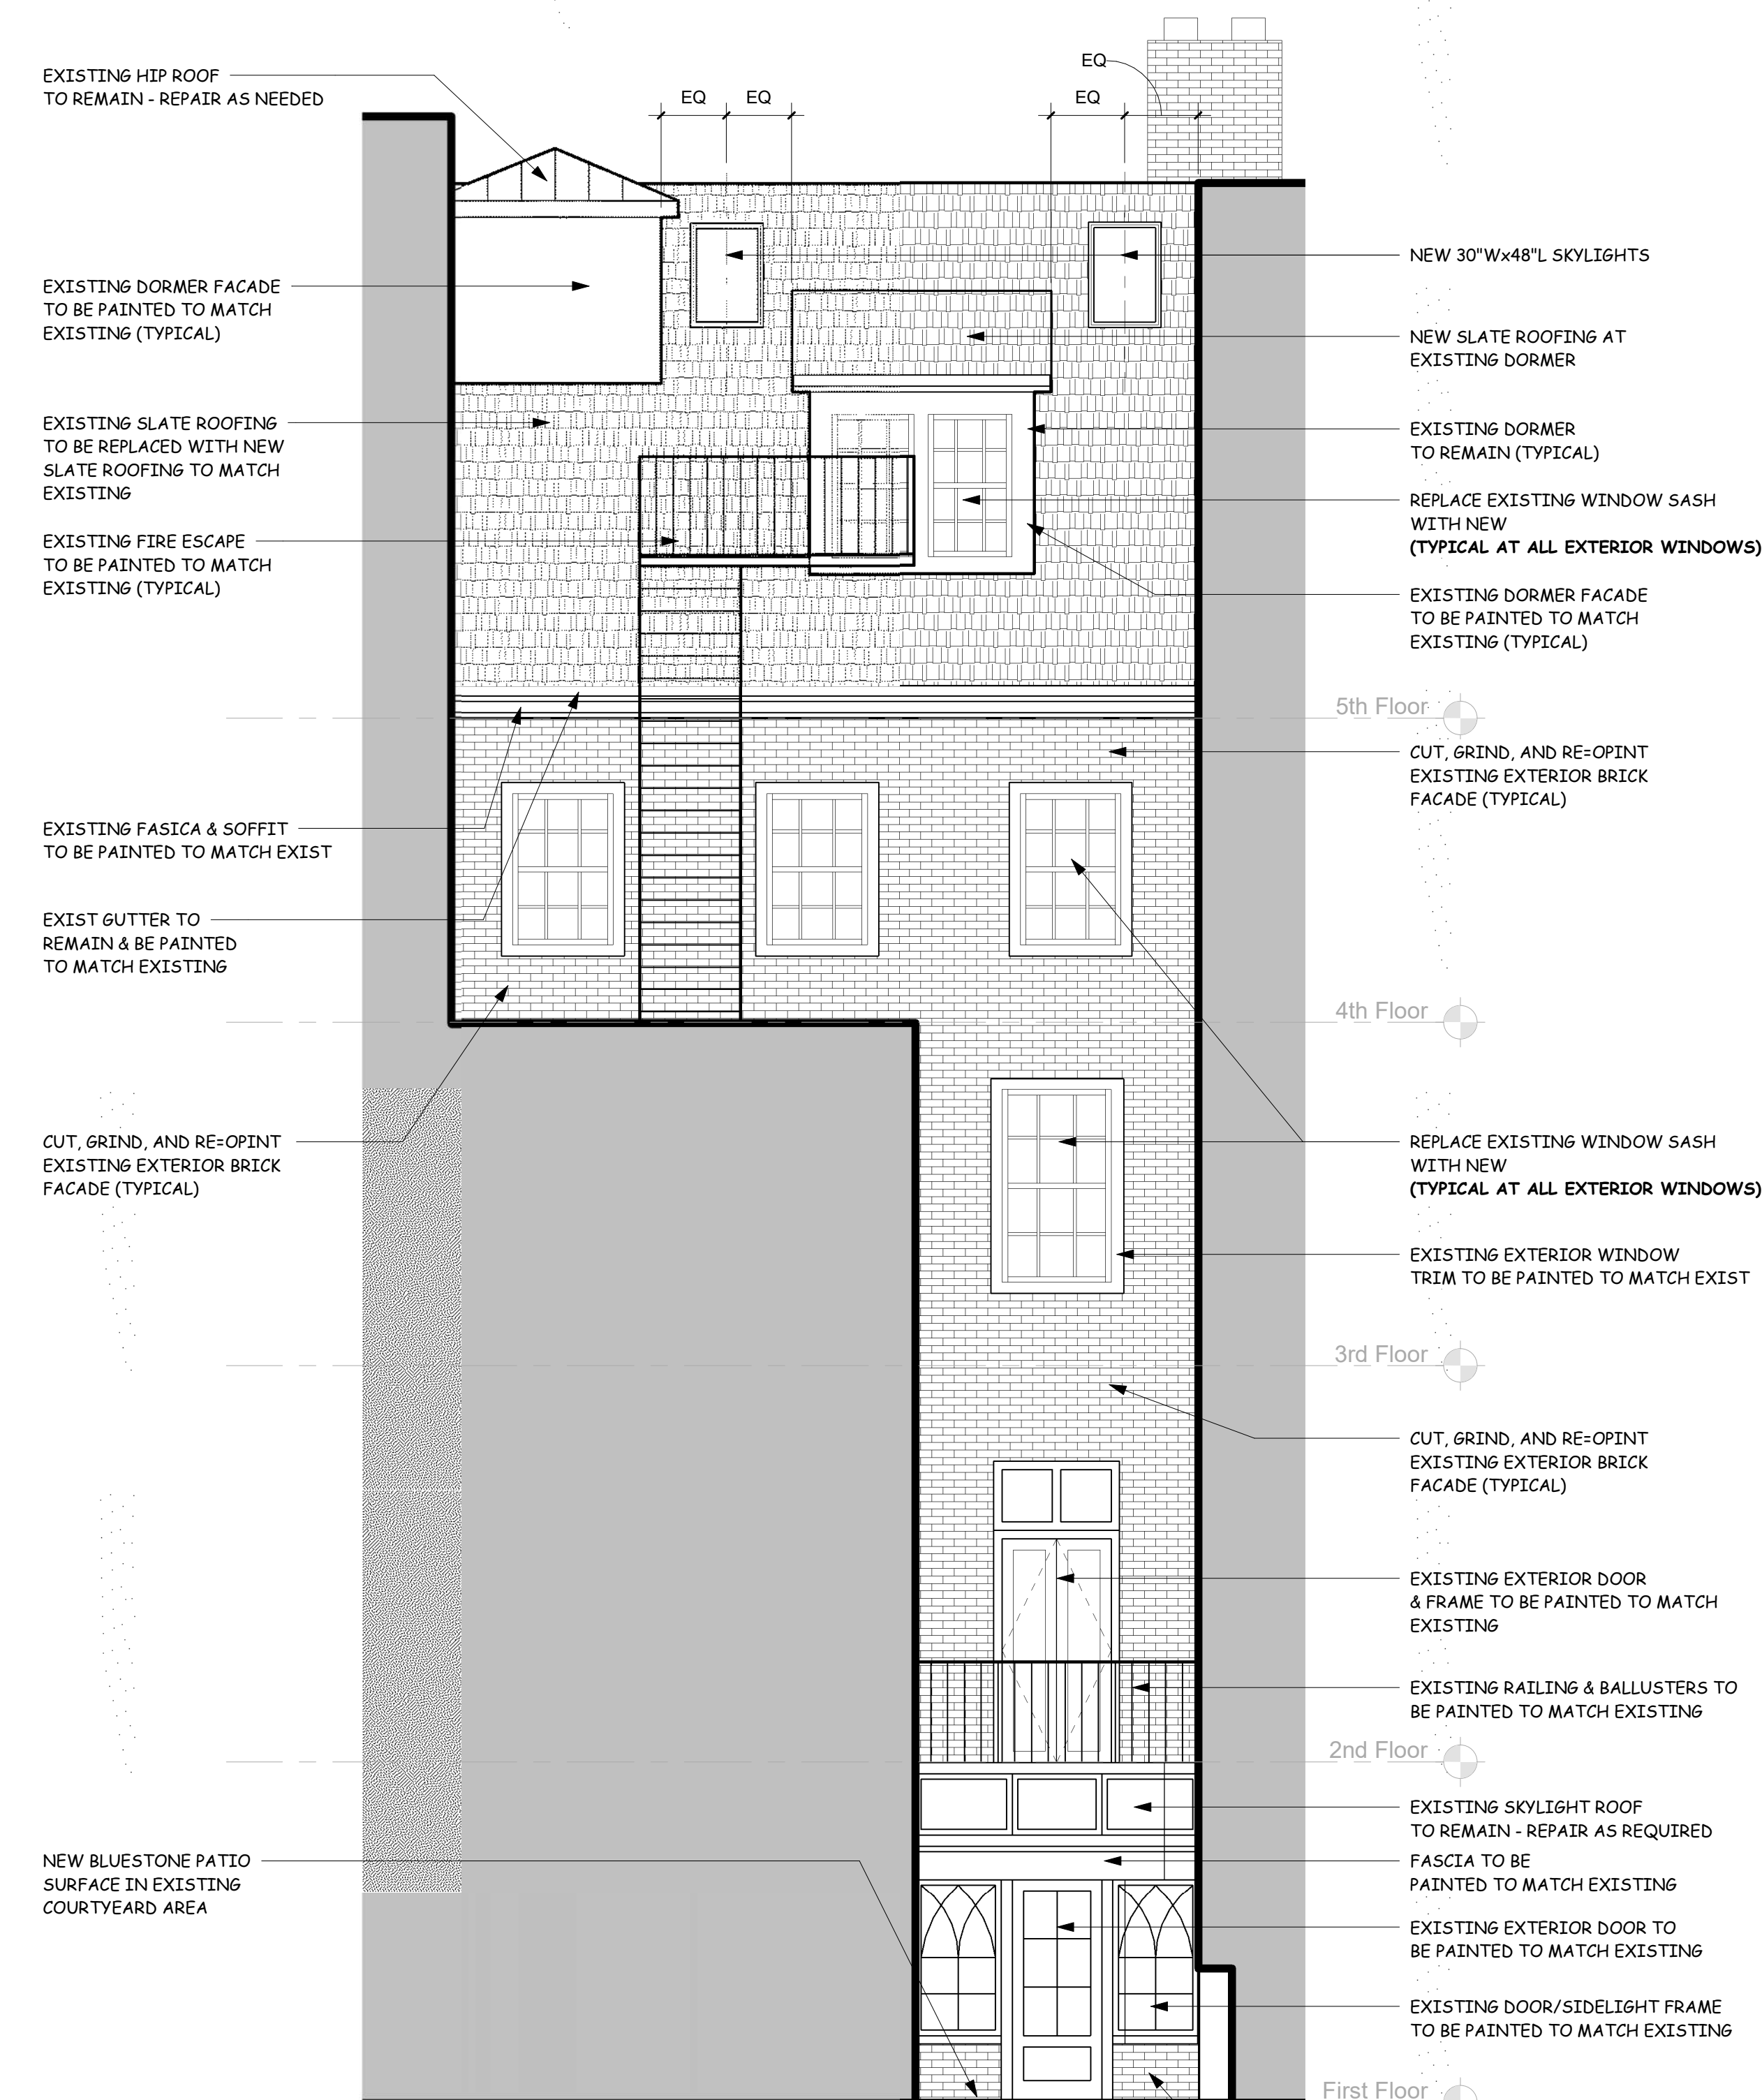 EQ
EQ
EQ
EQ
EXISTING HIP ROOF
TO REMAIN - REPAIR AS NEEDED
EXISTING DORMER FACADE
TO BE PAINTED TO MATCH
EXISTING (TYPICAL)
EXISTING SLATE ROOFING
TO BE REPLACED WITH NEW
SLATE ROOFING TO MATCH
EXISTING
EXISTING FIRE ESCAPE
TO BE PAINTED TO MATCH
EXISTING (TYPICAL)
EXISTING FASICA & SOFFIT
TO BE PAINTED TO MATCH EXIST
EXIST GUTTER TO
REMAIN & BE PAINTED
TO MATCH EXISTING
CUT, GRIND, AND RE=OPINT
EXISTING EXTERIOR BRICK
FACADE (TYPICAL)
NEW BLUESTONE PATIO
SURFACE IN EXISTING
COURTYEARD AREA
NEW 30"Wx48"L SKYLIGHTS
NEW SLATE ROOFING AT
EXISTING DORMER
EXISTING DORMER
TO REMAIN (TYPICAL)
REPLACE EXISTING WINDOW SASH
WITH NEW
(TYPICAL AT ALL EXTERIOR WINDOWS)
EXISTING DORMER FACADE
TO BE PAINTED TO MATCH
EXISTING (TYPICAL)
5th Floor
CUT, GRIND, AND RE=OPINT
EXISTING EXTERIOR BRICK
FACADE (TYPICAL)
4th Floor
REPLACE EXISTING WINDOW SASH
WITH NEW
(TYPICAL AT ALL EXTERIOR WINDOWS)
EXISTING EXTERIOR WINDOW
TRIM TO BE PAINTED TO MATCH EXIST
3rd Floor
CUT, GRIND, AND RE=OPINT
EXISTING EXTERIOR BRICK
FACADE (TYPICAL)
EXISTING EXTERIOR DOOR
& FRAME TO BE PAINTED TO MATCH
EXISTING
EXISTING RAILING & BALLUSTERS TO
BE PAINTED TO MATCH EXISTING
2nd Floor
EXISTING SKYLIGHT ROOF
TO REMAIN - REPAIR AS REQUIRED
FASCIA TO BE
PAINTED TO MATCH EXISTING
EXISTING EXTERIOR DOOR TO
BE PAINTED TO MATCH EXISTING
EXISTING DOOR/SIDELIGHT FRAME
TO BE PAINTED TO MATCH EXISTING
First Floor